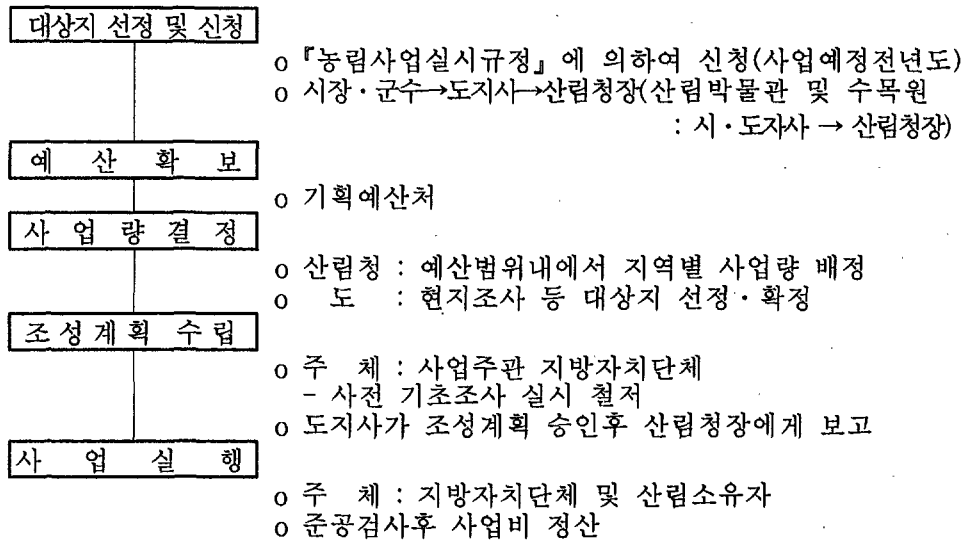 대상지 선정 및 신청
o 『농림사업실시규정』에 의하여 신청(사업예정전년도)
o 시장・군수→도지사→산림청장(산림박물관 및 수목원
: 시・도자사 → 산림청장)
예 산 확 보
o 기획예산처
사 업 량 결 정
o 산림청 : 예산범위내에서 지역별 사업량 배정
o 도 : 현지조사 등 대상지 선정・확정
조성계획 수립
o 주 체 : 사업주관 지방자치단체
- 사전 기초조사 실시 철저
o 도지사가 조성계획 승인후 산림청장에게 보고
사 업 실 행
o 주 체 : 지방자치단체 및 산림소유자
o 준공검사후 사업비 정산